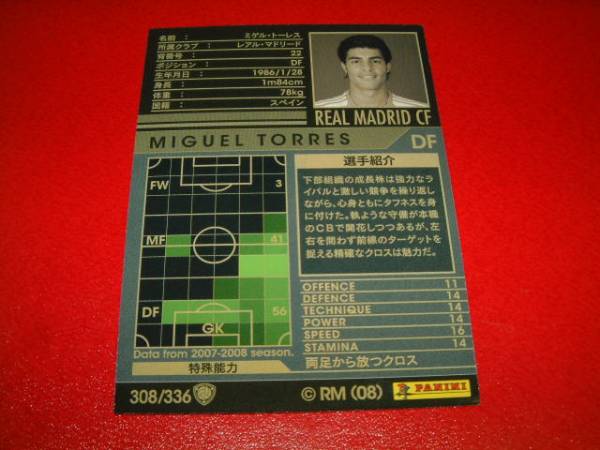 名前 : ミゲル・トーレス
所属クラブ : レアル・マドリード
背番号 : 22
ポジション : DF
生年月日 : 1986/1/28
身長 : 1m84cm
体重 : 78kg
国籍 : スペイン
REAL MADRID CF
MIGUEL TORRES DF
FW 3
MF 41
DF 56
GK
Data from 2007-2008 season.
選手紹介
下部組織の成長株は強力なラ
イバルと激しい競争を繰り返し
ながら、心身ともにタフネスを身
に付けた。執ような守備が本職
のCBで開花しつつあるが、左
右を問わず前線のターゲットを
捉える精確なクロスは魅力だ。
OFFENCE 11
DEFENCE 14
TECHNIQUE 14
POWER 14
SPEED 16
STAMINA 14
特殊能力
両足から放つクロス
308/336
© RM (08)
PANINI